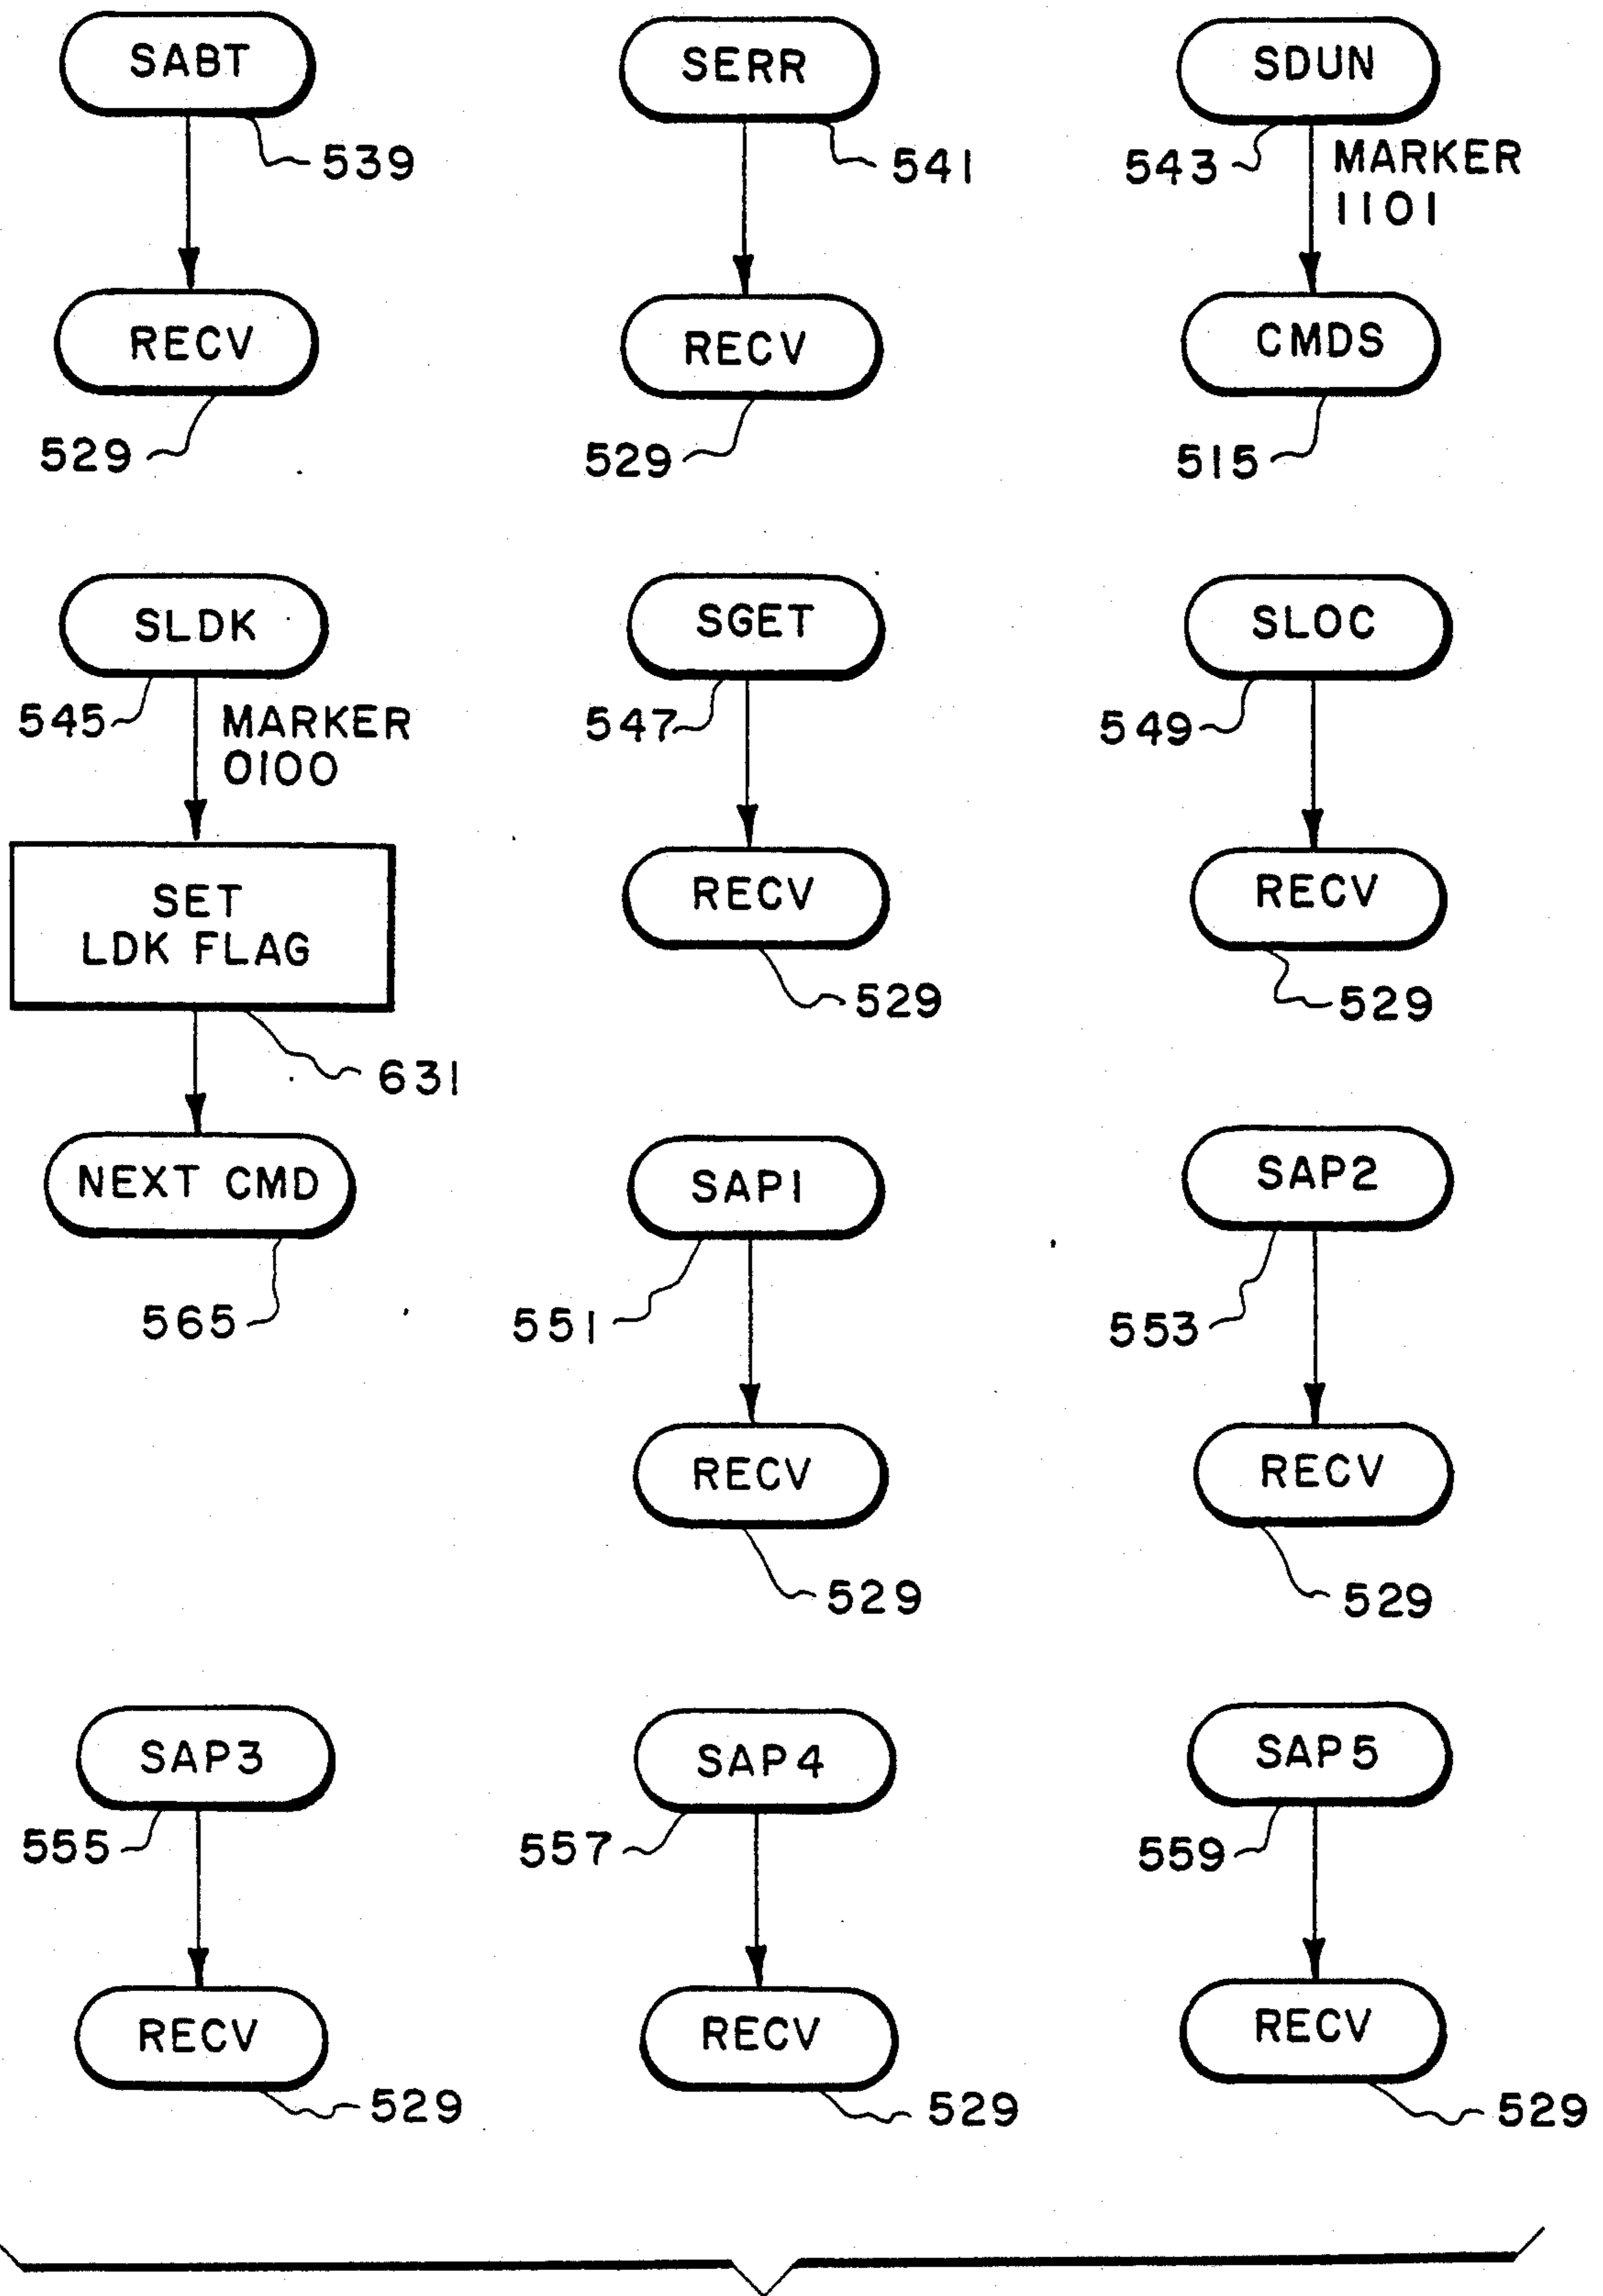 SABT
539
RECV
529
SERR
541
RECV
529
SDUN
543
MARKER
1101
CMDS
515
SLDK
545
MARKER
0100
SET
LDK FLAG
631
NEXT CMD
565
SGET
547
RECV
529
SLOC
549
RECV
529
SAP1
551
RECV
529
SAP2
553
RECV
529
SAP3
555
RECV
529
SAP4
557
RECV
529
SAP5
559
RECV
529